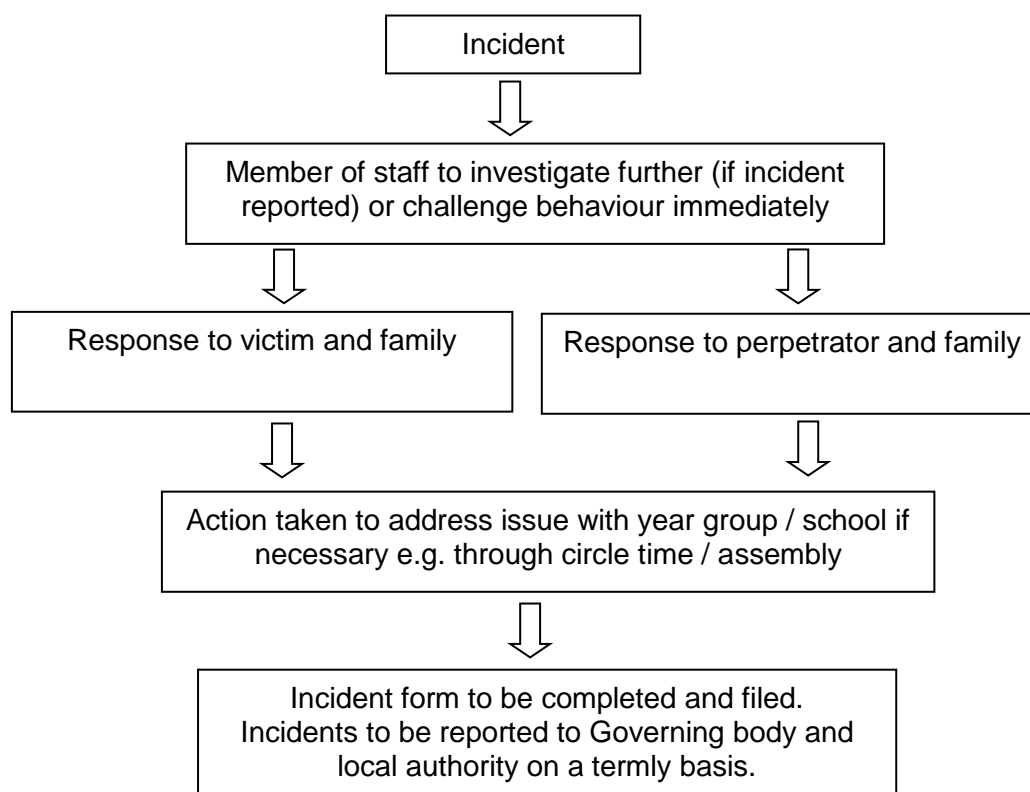 Incident
Member of staff to investigate further (if incident
reported) or challenge behaviour immediately
Response to victim and family
Response to perpetrator and family
Action taken to address issue with year group / school if
necessary e.g. through circle time / assembly
Incident form to be completed and filed.
Incidents to be reported to Governing body and
local authority on a termly basis.